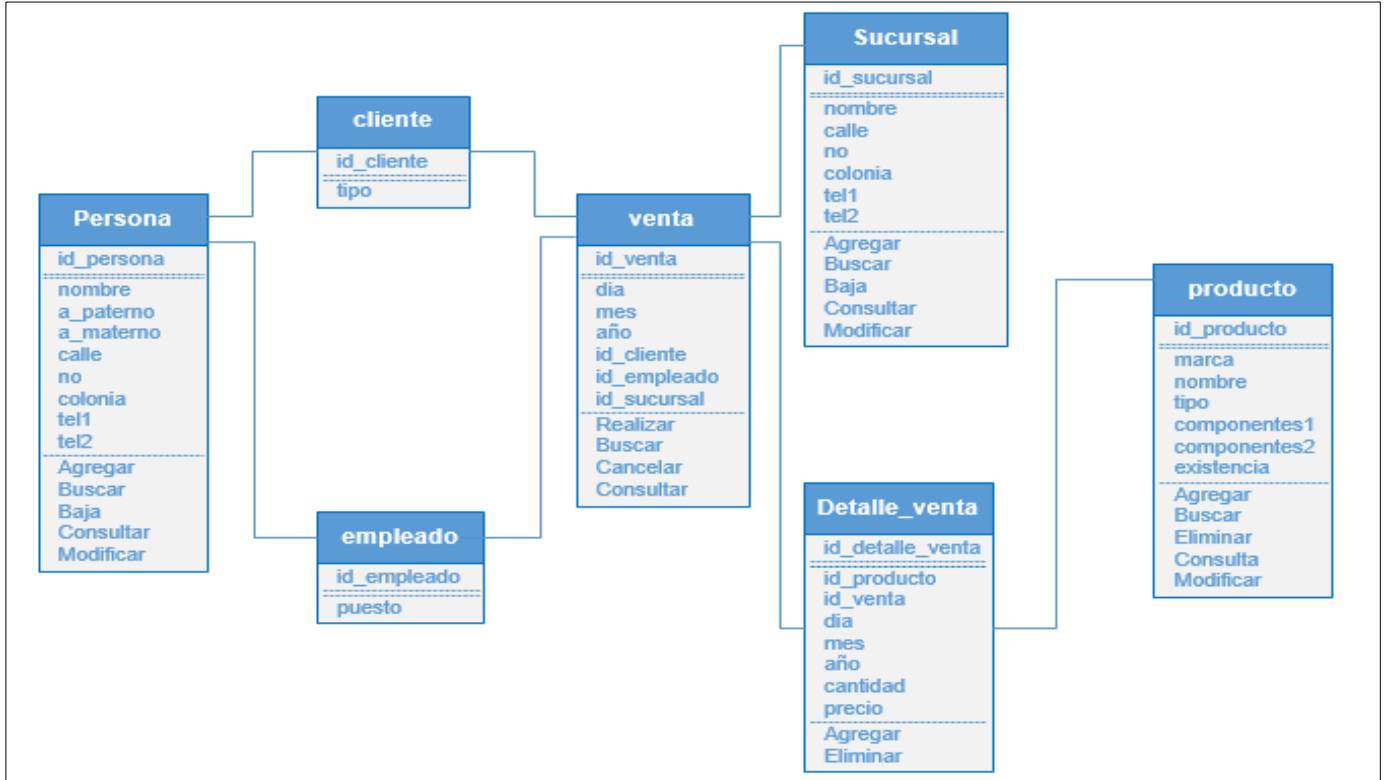 Persona
id_persona
nombre
a_paterno
a_materno
calle
no
colonia
tel1
tel2
Agregar
Buscar
Baja
Consultar
Modificar
cliente
id_cliente
tipo
empleado
id_empleado
puesto
venta
id_venta
dia
mes
año
id_cliente
id_empleado
id_sucursal
Realizar
Buscar
Cancelar
Consultar
Sucursal
id_sucursal
nombre
calle
no
colonia
tel1
tel2
Agregar
Buscar
Baja
Consultar
Modificar
Detalle_venta
id_detalle_venta
id_producto
id_venta
dia
mes
año
cantidad
precio
Agregar
Eliminar
producto
id_producto
marca
nombre
tipo
componentes1
componentes2
existencia
Agregar
Buscar
Eliminar
Consulta
Modificar